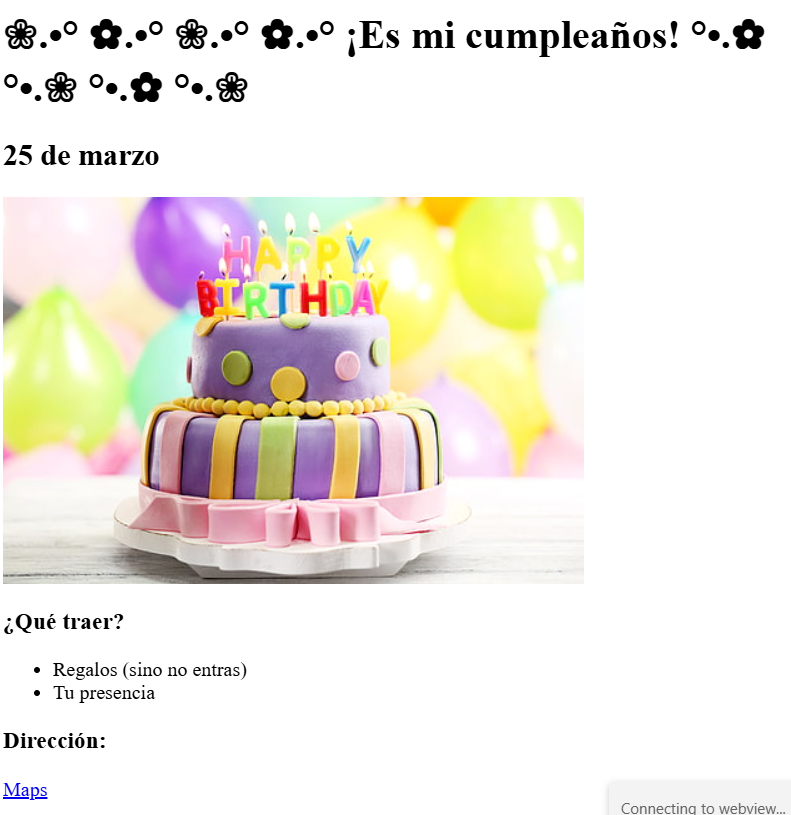 ❀.•° ✿.•° ❀.•° ✿.•° ¡Es mi cumpleaños! °•.✿
°•.❀ °•.✿ °•.❀
25 de marzo
HAPPY
BIRTHDAY
¿Qué traer?
Regalos (sino no entras)
Tu presencia
Dirección:
Maps
Connecting to webview...